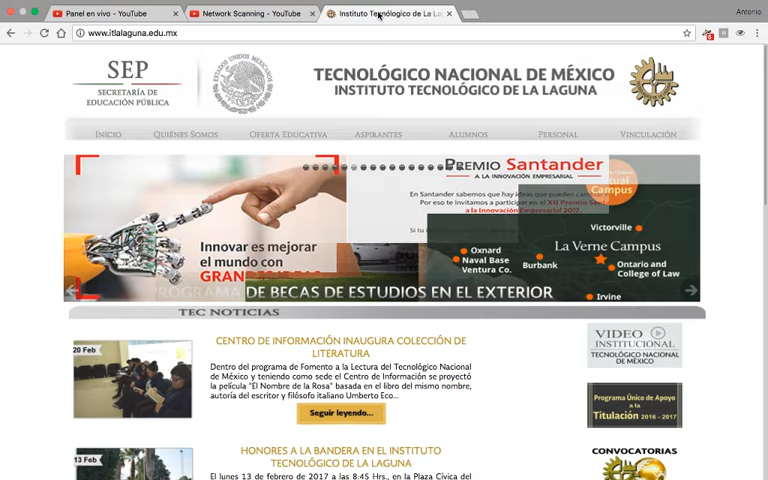 Panel en vivo - YouTube
Network Scanning - YouTube
Instituto Tecnológico de La La
Antonio
www.itlalaguna.edu.mx
SEP
SECRETARÍA DE
EDUCACIÓN PÚBLICA
ESTADOS UNIDOS MEXICANOS
TECNOLÓGICO NACIONAL DE MÉXICO
INSTITUTO TECNOLÓGICO DE LA LAGUNA
INICIO
QUIÉNES SOMOS
OFERTA EDUCATIVA
ASPIRANTES
ALUMNOS
PERSONAL
VINCULACIÓN
PREMIO Santander
A LA INNOVACIÓN EMPRESARIAL
En Santander sabemos que hay ideas que pueden
Por eso te invitamos a participar en el XII Premio
a la Innovación Empresarial 2017.
Campus
Victorville
La Verne Campus
Oxnard
Naval Base
Ventura Co.
Burbank
Ontario and
College of Law
Irvine
Innovar es mejorar
el mundo con
PROGRAMA DE BECAS DE ESTUDIOS EN EL EXTERIOR
TEC NOTICIAS
20 Feb
CENTRO DE INFORMACIÓN INAUGURA COLECCIÓN DE
LITERATURA
Dentro del programa de Fomento a la Lectura del Tecnológico Nacional
de México y teniendo como sede el Centro de Información se proyectó
la película "El Nombre de la Rosa" basada en el libro del mismo nombre,
autoría del escritor y filósofo italiano Umberto Eco...
Seguir leyendo...
13 Feb
HONORES A LA BANDERA EN EL INSTITUTO
TECNOLÓGICO DE LA LAGUNA
El lunes 13 de febrero de 2017 a las 8:45 Hrs., en la Plaza Cívica del
VIDEO
INSTITUCIONAL
TECNOLÓGICO NACIONAL
DE MÉXICO
Programa Único de Apoyo
a la
Titulación 2016 - 2017
CONVOCATORIAS